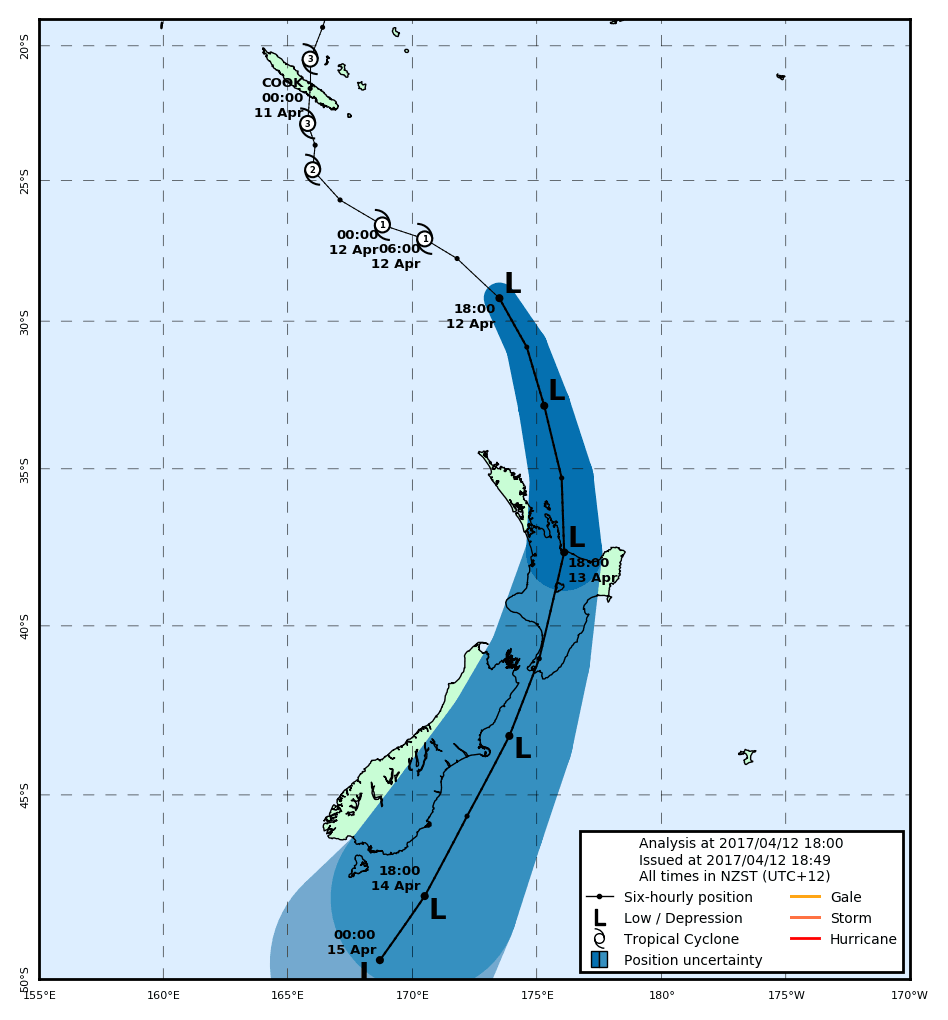 20°S
25°S
30°S
35°S
40°S
45°S
50°S
3
COOK
00:00
11 Apr
3
2
1
00:00
12 Apr
1
06:00
12 Apr
L
18:00
12 Apr
L
L
18:00
13 Apr
L
18:00
14 Apr
L
00:00
15 Apr
L
Analysis at 2017/04/12 18:00
Issued at 2017/04/12 18:49
All times in NZST (UTC+12)
Six-hourly position
Gale
L Low / Depression
Storm
Tropical Cyclone
Hurricane
Position uncertainty
155°E 160°E 165°E 170°E 175°E 180° 175°W 170°W